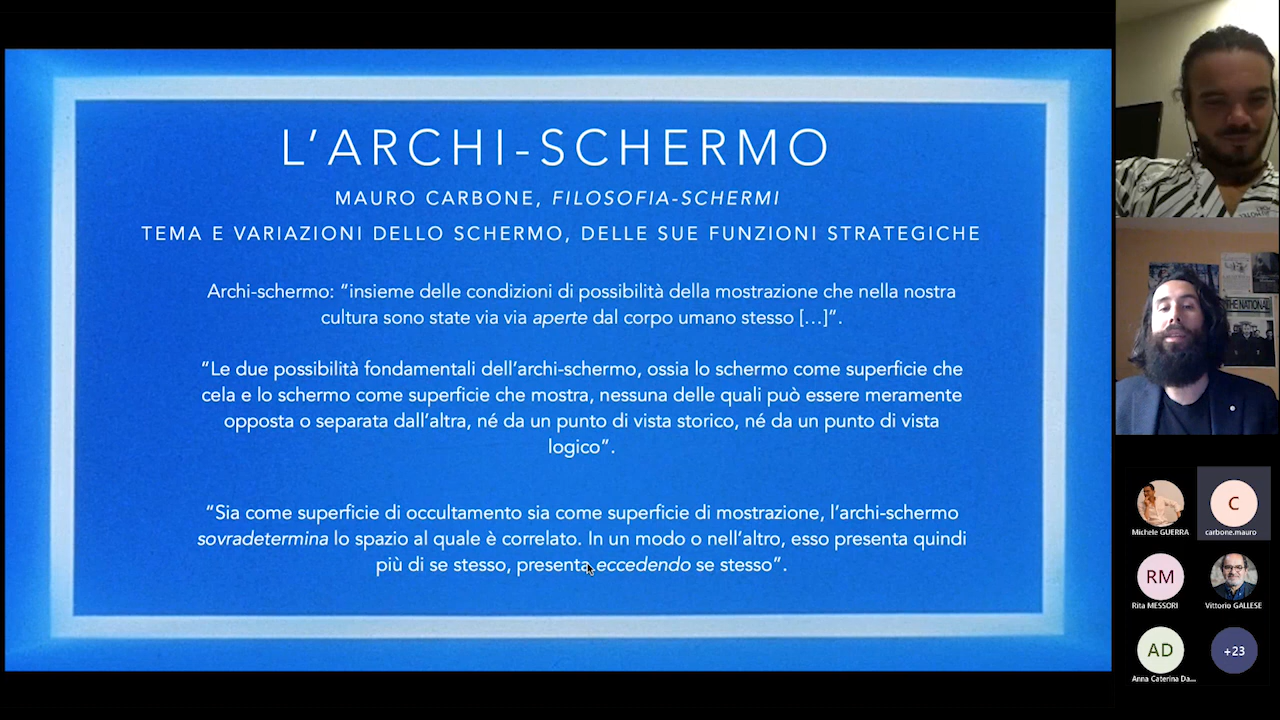 L'ARCHI-SCHERMO
MAURO CARBONE, FILOSOFIA-SCHERMI
TEMA E VARIAZIONI DELLO SCHERMO, DELLE SUE FUNZIONI STRATEGICHE
Archi-schermo: "insieme delle condizioni di possibilità della mostrazione che nella nostra
cultura sono state via via aperte dal corpo umano stesso […]".
"Le due possibilità fondamentali dell'archi-schermo, ossia lo schermo come superficie che
cela e lo schermo come superficie che mostra, nessuna delle quali può essere meramente
opposta o separata dall'altra, né da un punto di vista storico, né da un punto di vista
logico".
"Sia come superficie di occultamento sia come superficie di mostrazione, l'archi-schermo
sovradetermina lo spazio al quale è correlato. In un modo o nell'altro, esso presenta quindi
più di se stesso, presenta eccedendo se stesso".
THE NATIONAL
Michele GUERRA
C
carbone.mauro
RM
Rita MESSORI
Vittorio GALLESE
AD
Anna Caterina Da...
+23